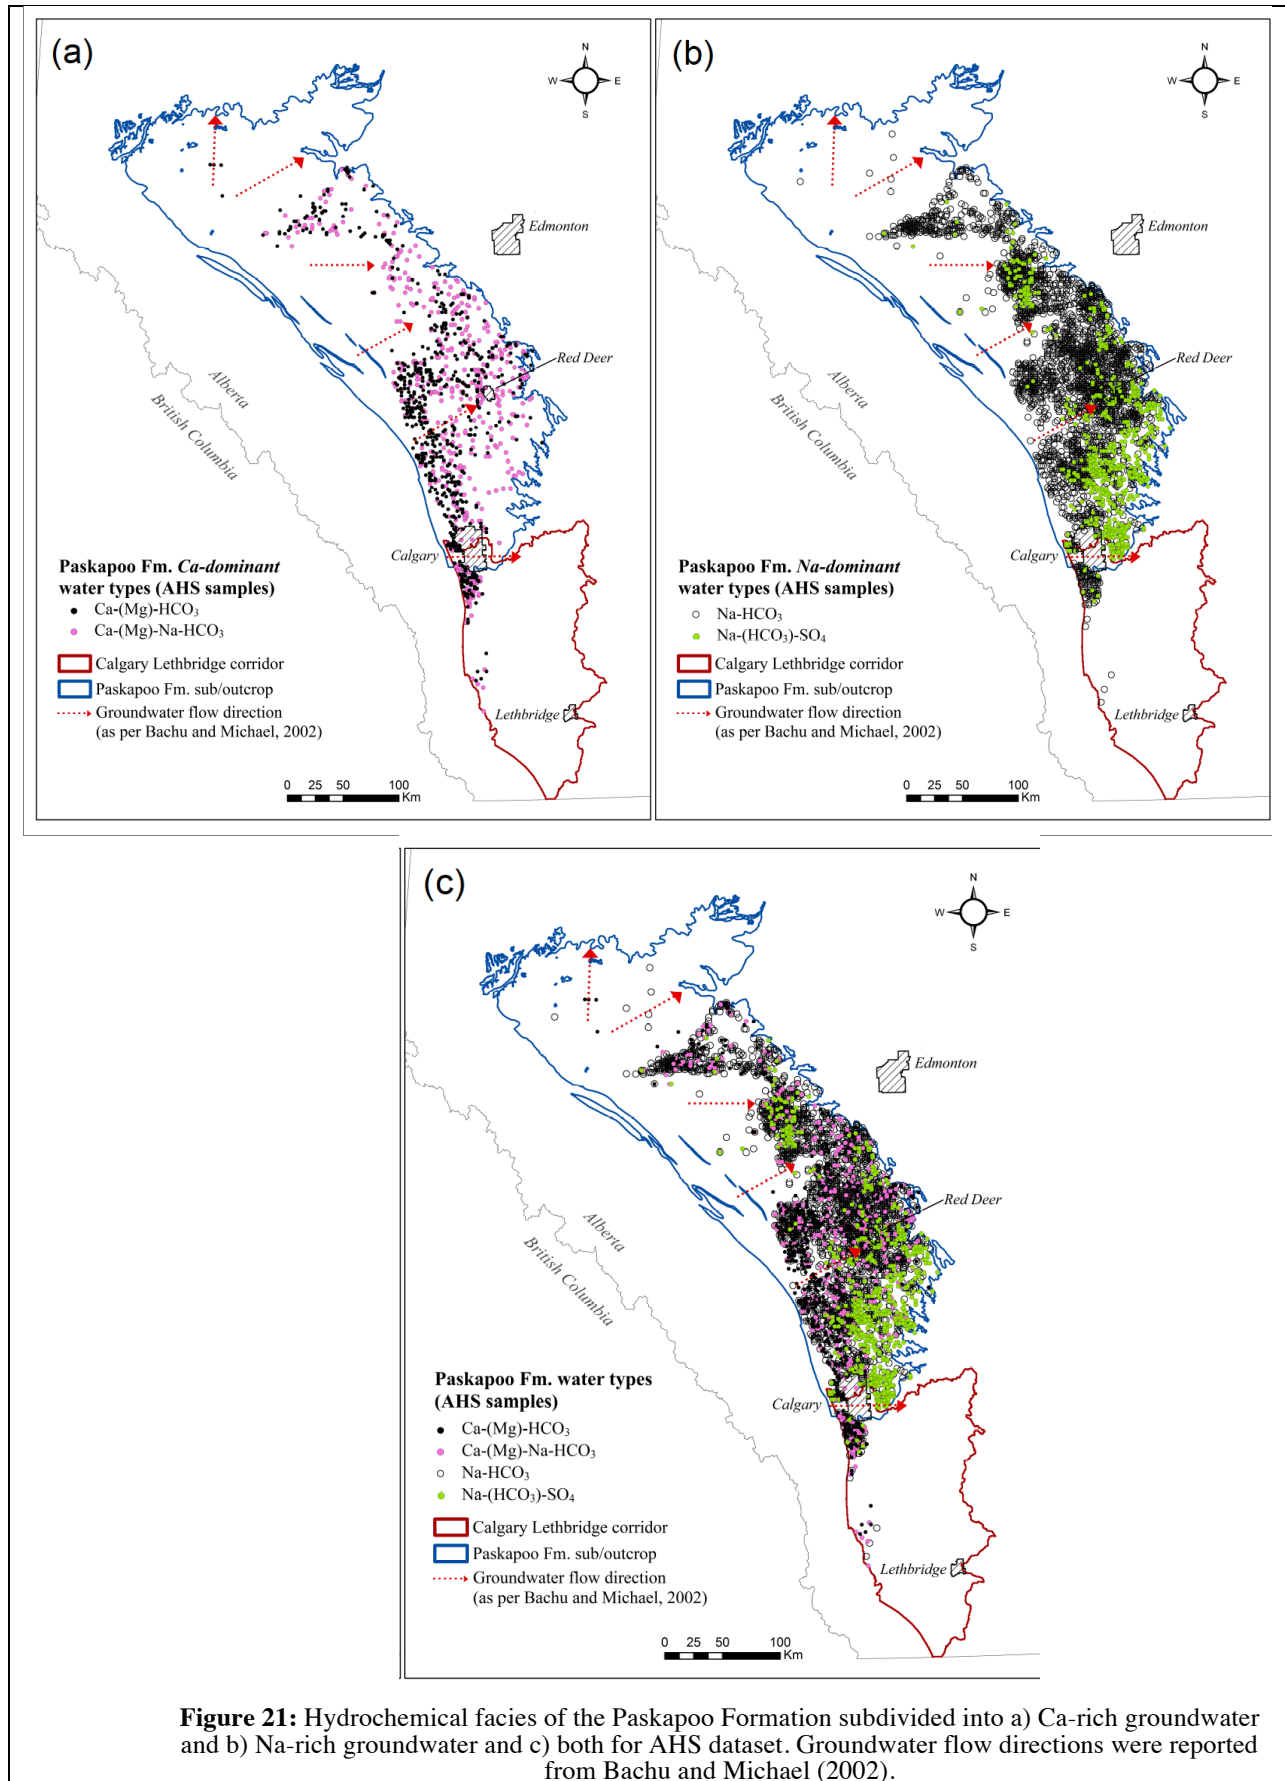 (a)
N
W E
S
Edmonton
Red Deer
Alberta
British Columbia
Calgary
Paskapoo Fm. Ca-dominant
water types (AHS samples)
Ca-(Mg)-HCO₃
Ca-(Mg)-Na-HCO₃
Calgary Lethbridge corridor
Paskapoo Fm. sub/outcrop
Groundwater flow direction
(as per Bachu and Michael, 2002)
Lethbridge
0 25 50 100
Km
(b)
N
W E
S
Edmonton
Red Deer
Alberta
British Columbia
Calgary
Paskapoo Fm. Na-dominant
water types (AHS samples)
Na-HCO₃
Na-(HCO₃)-SO₄
Calgary Lethbridge corridor
Paskapoo Fm. sub/outcrop
Groundwater flow direction
(as per Bachu and Michael, 2002)
Lethbridge
0 25 50 100
Km
(c)
N
W E
S
Edmonton
Red Deer
Alberta
British Columbia
Paskapoo Fm. water types
(AHS samples)
Calgary
Ca-(Mg)-HCO₃
Ca-(Mg)-Na-HCO₃
Na-HCO₃
Na-(HCO₃)-SO₄
Calgary Lethbridge corridor
Paskapoo Fm. sub/outcrop
Groundwater flow direction
(as per Bachu and Michael, 2002)
Lethbridge
0 25 50 100
Km
Figure 21: Hydrochemical facies of the Paskapoo Formation subdivided into a) Ca-rich groundwater
and b) Na-rich groundwater and c) both for AHS dataset. Groundwater flow directions were reported
from Bachu and Michael (2002).